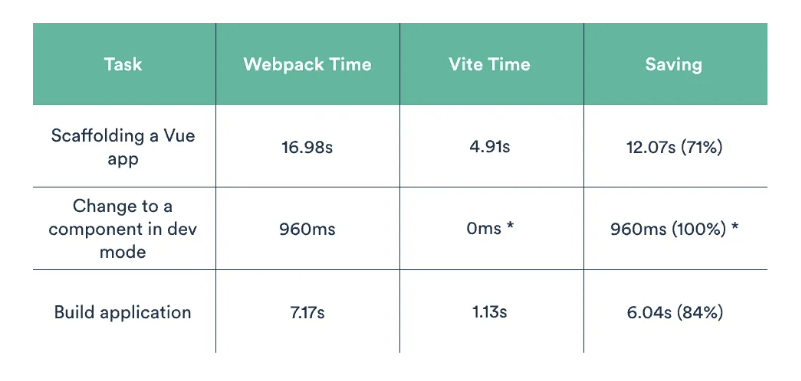 Task Webpack Time Vite Time Saving
Scaffolding a Vue
app
16.98s 4.91s 12.07s (71%)
Change to a
component in dev
mode
960ms 0ms * 960ms (100%) *
Build application 7.17s 1.13s 6.04s (84%)